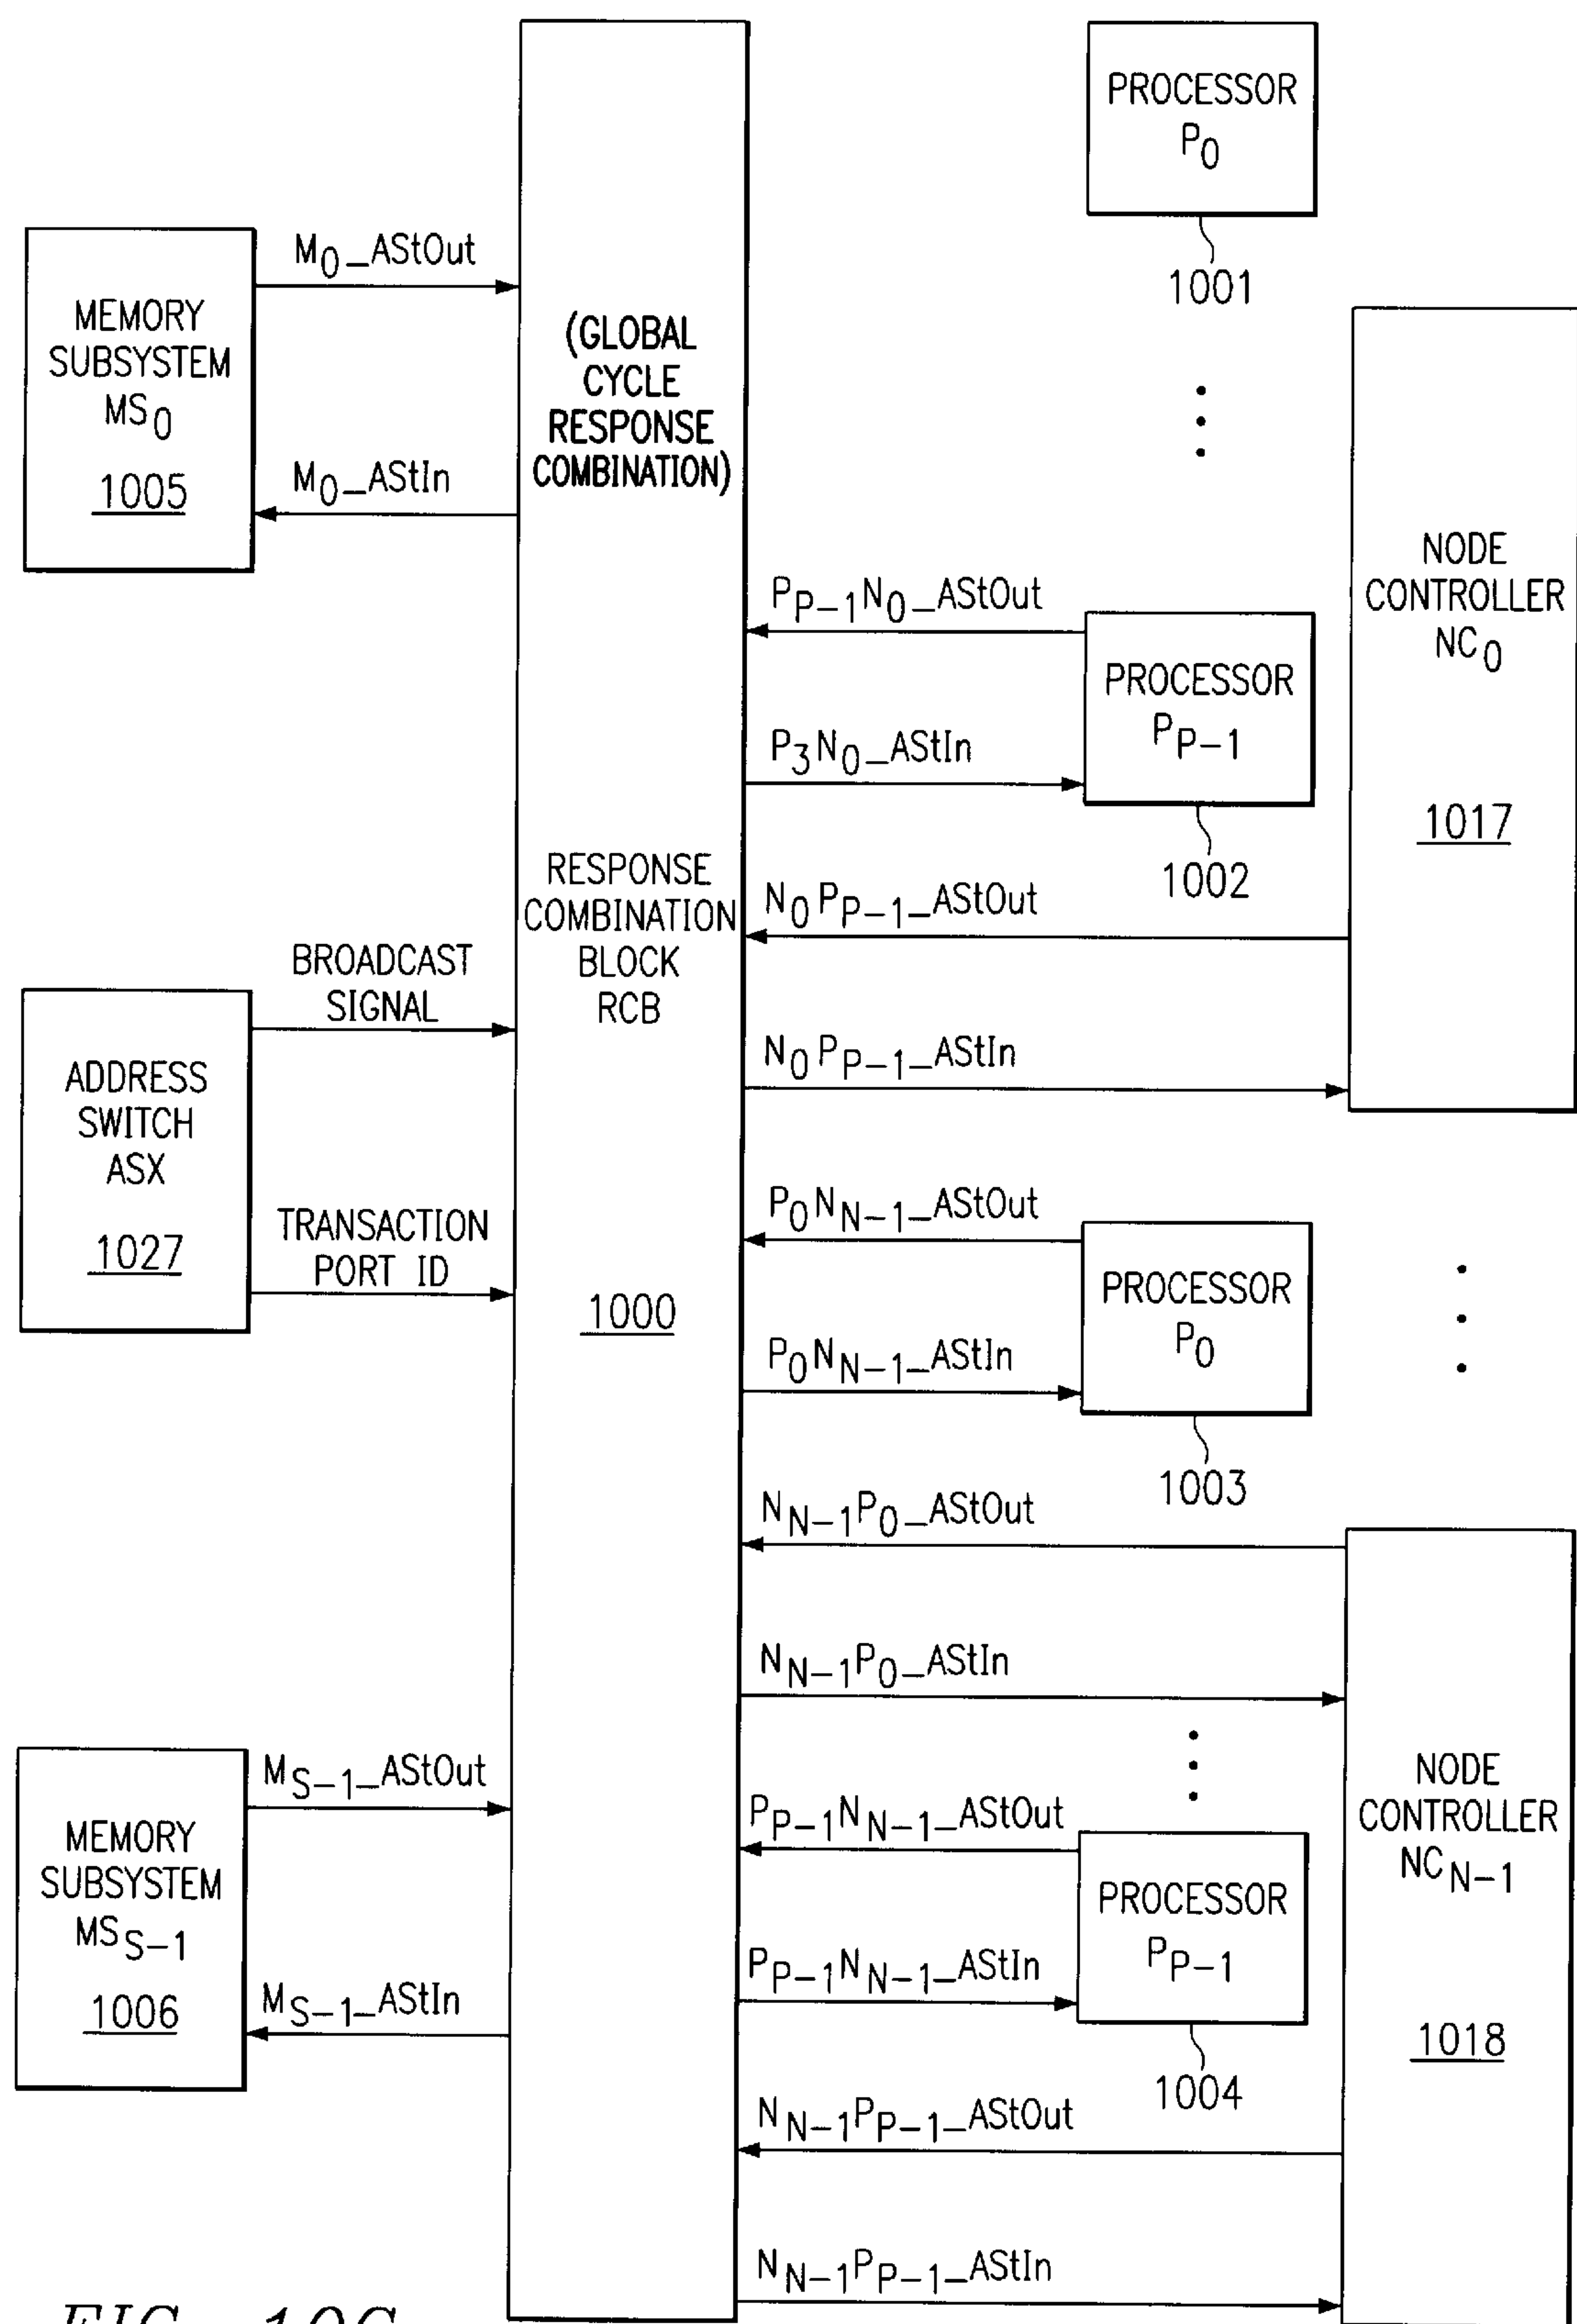 PROCESSOR
P0
1001
M0_AStOut
MEMORY
SUBSYSTEM
MS0
1005
M0_AStIn
(GLOBAL
CYCLE
RESPONSE
COMBINATION)
NODE
CONTROLLER
NC0
1017
PP-1N0_AStOut
PROCESSOR
PP-1
1002
P3N0_AStIn
RESPONSE
COMBINATION
BLOCK
RCB
1000
N0PP-1_AStOut
N0PP-1_AStIn
BROADCAST
SIGNAL
ADDRESS
SWITCH
ASX
1027
TRANSACTION
PORT ID
P0NN-1_AStOut
PROCESSOR
P0
1003
P0NN-1_AStIn
NN-1P0_AStOut
NN-1P0_AStIn
MS-1_AStOut
MEMORY
SUBSYSTEM
MSS-1
1006
MS-1_AStIn
PP-1NN-1_AStOut
PROCESSOR
PP-1
1004
PP-1NN-1_AStIn
NODE
CONTROLLER
NCN-1
1018
NN-1PP-1_AStOut
NN-1PP-1_AStIn